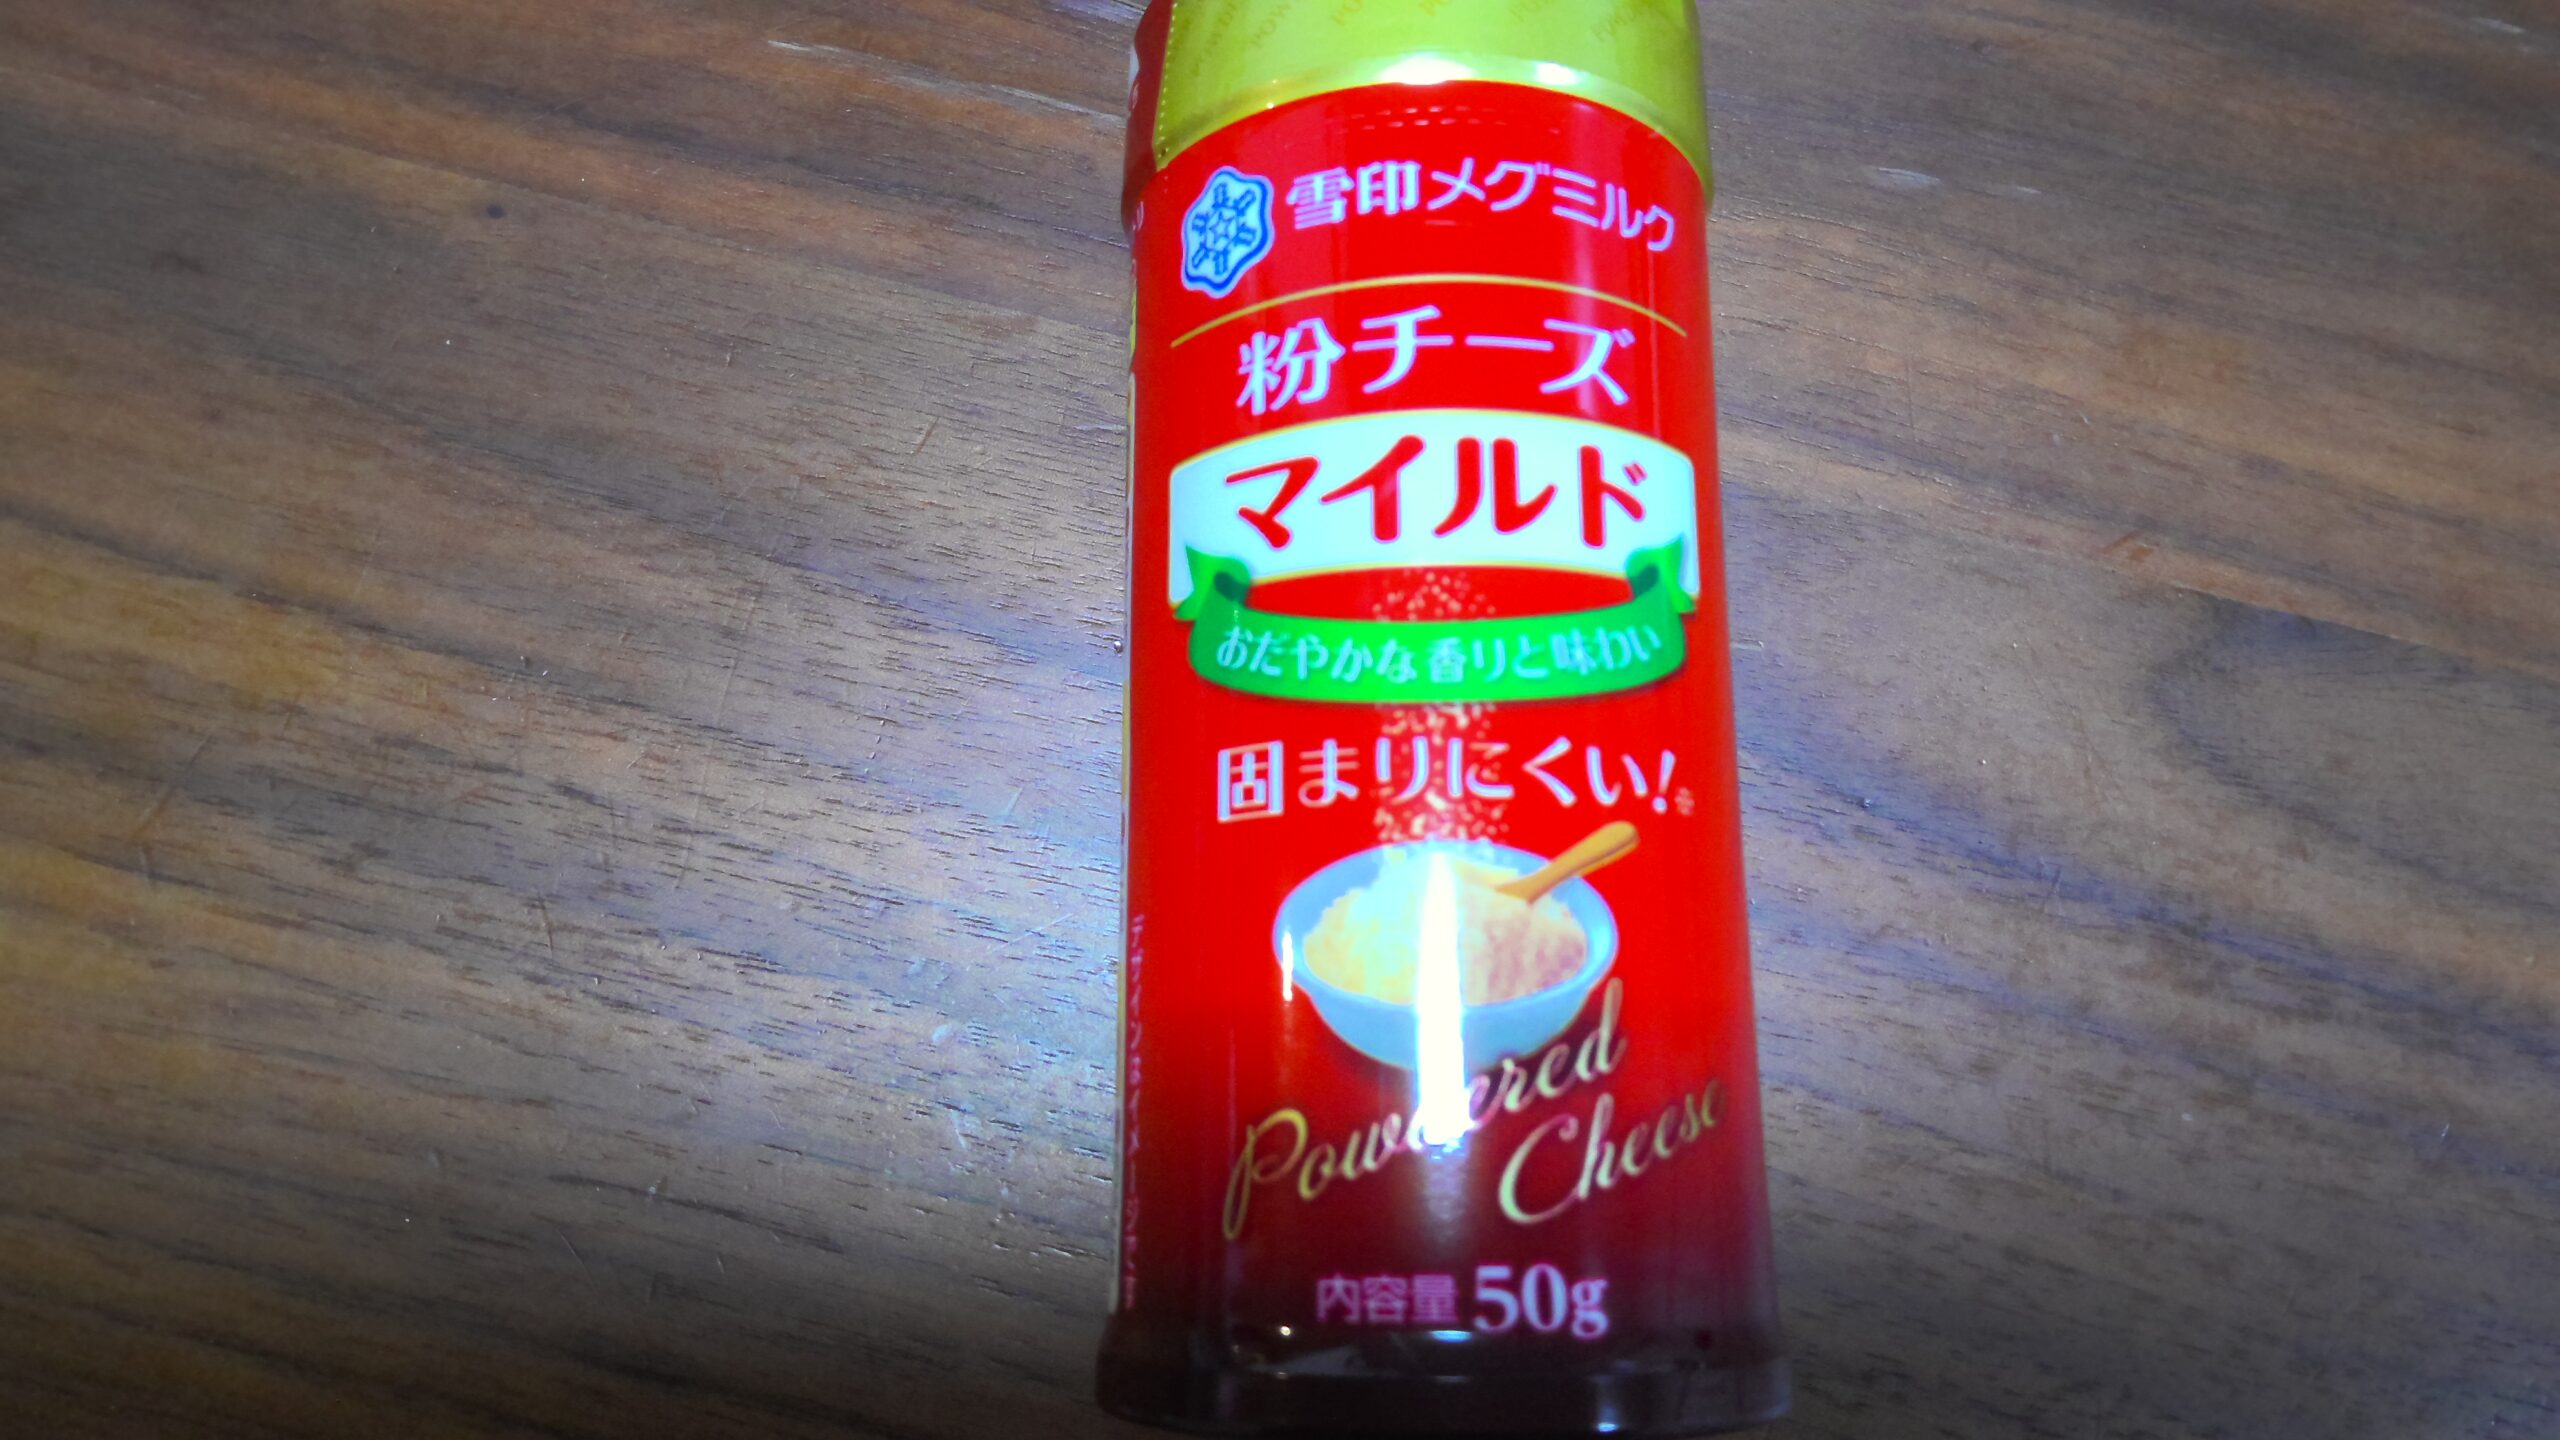 雪印メグミルク
粉チーズ
マイルド
おだやかな香りと味わい
固まりにくい!※
Powdered
Cheese
内容量 50g